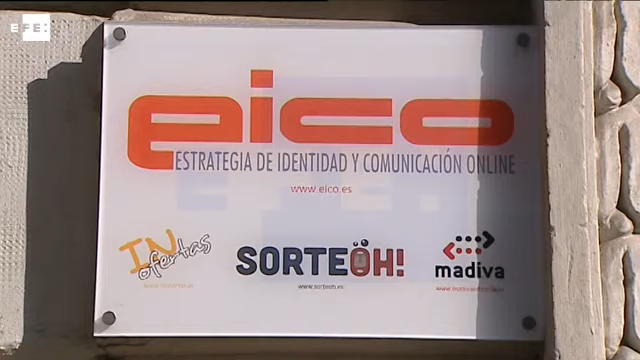 EFE:
eico
ESTRATEGIA DE IDENTIDAD Y COMUNICACIÓN ONLINE
www.eico.es
IN
ofertas
SORTEOH!
www.sorteoh.es
madiva